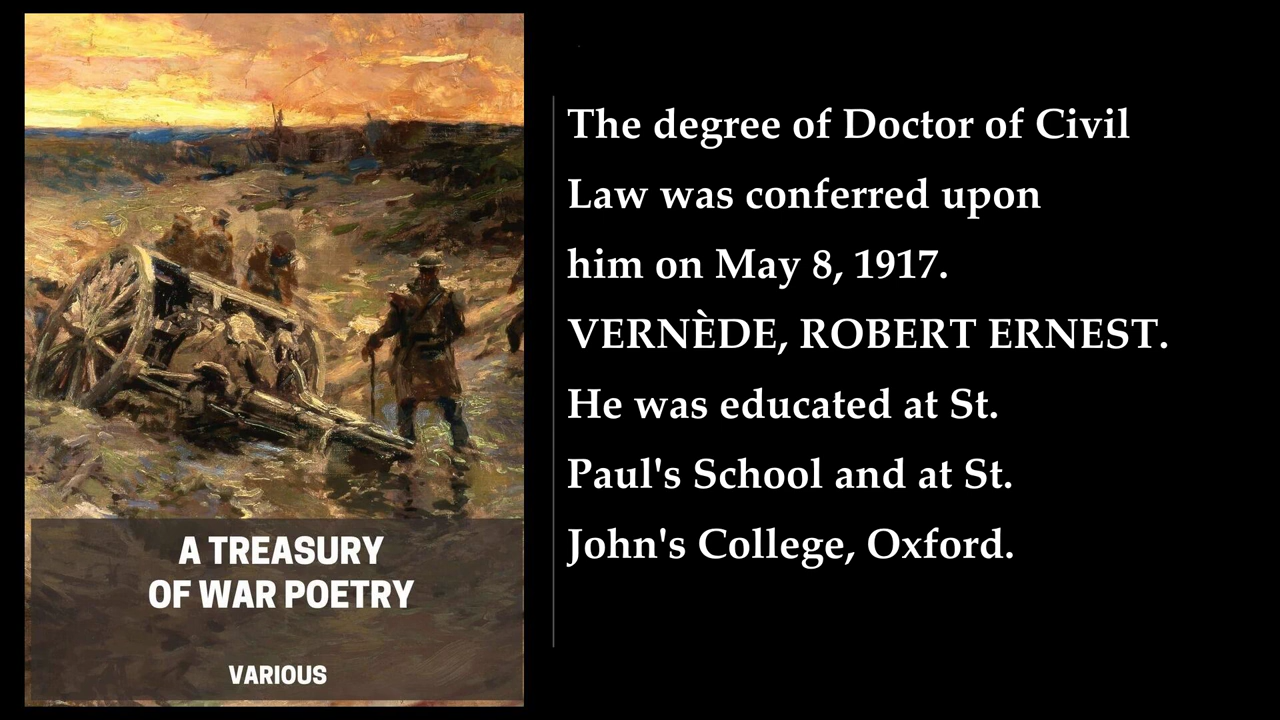 A TREASURY
OF WAR POETRY
VARIOUS
The degree of Doctor of Civil
Law was conferred upon
him on May 8, 1917.
VERNÈDE, ROBERT ERNEST.
He was educated at St.
Paul's School and at St.
John's College, Oxford.